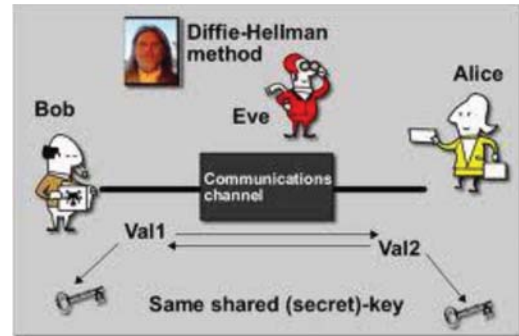 Diffie-Hellman
method
Alice
Bob
Eve
Communications
channel
Val1
Val2
Same shared (secret)-key